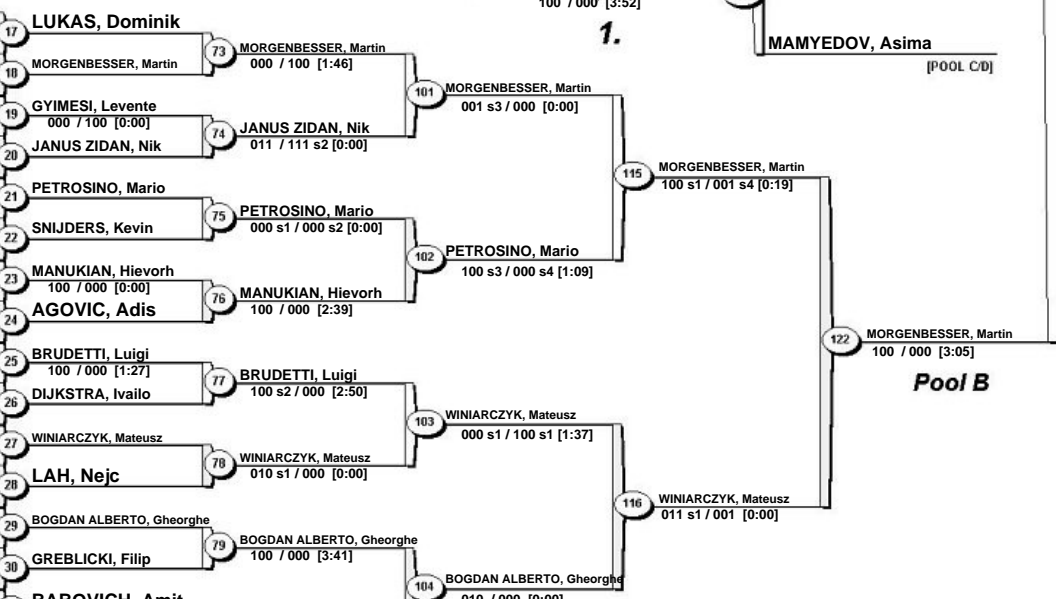 100 / 000 [3:52]
1.
MAMYEDOV, Asima
[POOL C/D]
17
LUKAS, Dominik
18
MORGENBESSER, Martin
73
MORGENBESSER, Martin
000 / 100 [1:46]
19
GYIMESI, Levente
000 / 100 [0:00]
20
JANUS ZIDAN, Nik
74
JANUS ZIDAN, Nik
011 / 111 s2 [0:00]
101
MORGENBESSER, Martin
001 s3 / 000 [0:00]
21
PETROSINO, Mario
22
SNIJDERS, Kevin
75
PETROSINO, Mario
000 s1 / 000 s2 [0:00]
23
MANUKIAN, Hievorh
100 / 000 [0:00]
24
AGOVIC, Adis
76
MANUKIAN, Hievorh
100 / 000 [2:39]
102
PETROSINO, Mario
100 s3 / 000 s4 [1:09]
115
MORGENBESSER, Martin
100 s1 / 001 s4 [0:19]
25
BRUDETTI, Luigi
100 / 000 [1:27]
26
DIJKSTRA, Ivailo
77
BRUDETTI, Luigi
100 s2 / 000 [2:50]
27
WINIARCZYK, Mateusz
28
LAH, Nejc
78
WINIARCZYK, Mateusz
010 s1 / 000 [0:00]
103
WINIARCZYK, Mateusz
000 s1 / 100 s1 [1:37]
29
BOGDAN ALBERTO, Gheorghe
30
GREBLICKI, Filip
79
BOGDAN ALBERTO, Gheorghe
100 / 000 [3:41]
104
BOGDAN ALBERTO, Gheorghe
116
WINIARCZYK, Mateusz
011 s1 / 001 [0:00]
122
MORGENBESSER, Martin
100 / 000 [3:05]
Pool B